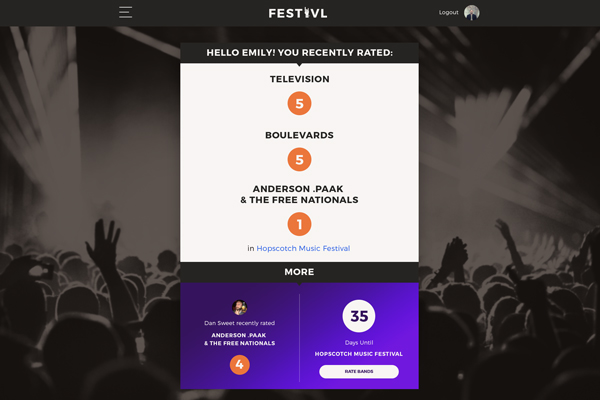 FESTIVL
Logout
HELLO EMILY! YOU RECENTLY RATED:
TELEVISION
5
BOULEVARDS
5
ANDERSON .PAAK
& THE FREE NATIONALS
1
in Hopscotch Music Festival
MORE
Dan Sweet recently rated
ANDERSON .PAAK
& THE FREE NATIONALS
4
35
Days Until
HOPSCOTCH MUSIC FESTIVAL
RATE BANDS